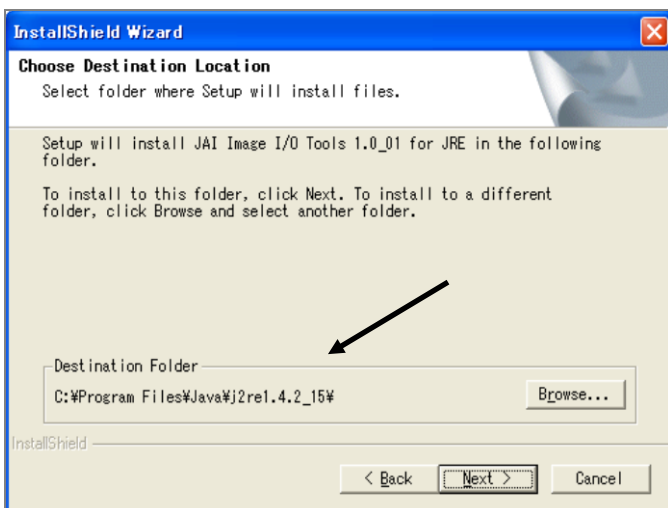 InstallShield Wizard
Choose Destination Location
Select folder where Setup will install files.
Setup will install JAI Image I/O Tools 1.0_01 for JRE in the following
folder.
To install to this folder, click Next. To install to a different
folder, click Browse and select another folder.
Destination Folder
C:¥Program Files¥Java¥j2re1.4.2_15¥
Browse...
InstallShield
< Back
Next >
Cancel